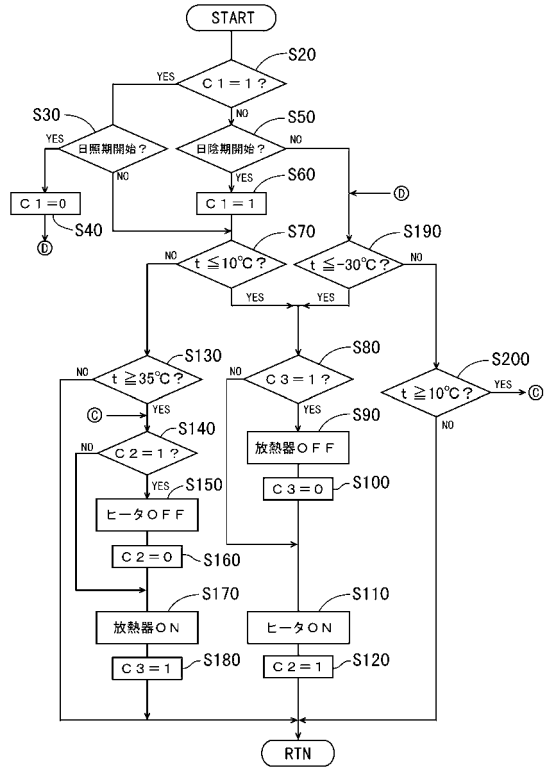 START
S20
C1=1?
YES
NO
S30
日照期開始?
YES
NO
S50
日陰期開始?
NO
YES
C1=0
S40
Ⓓ
S60
C1=1
Ⓓ
S70
t≦10℃?
NO
YES
S190
t≦-30℃?
NO
YES
S130
t≧35℃?
NO
YES
S80
C3=1?
NO
YES
S200
t≧10℃?
YES
Ⓒ
NO
Ⓒ
S140
C2=1?
NO
YES
S90
放熱器OFF
S100
C3=0
S150
ヒータOFF
S160
C2=0
S170
放熱器ON
S180
C3=1
S110
ヒータON
S120
C2=1
RTN